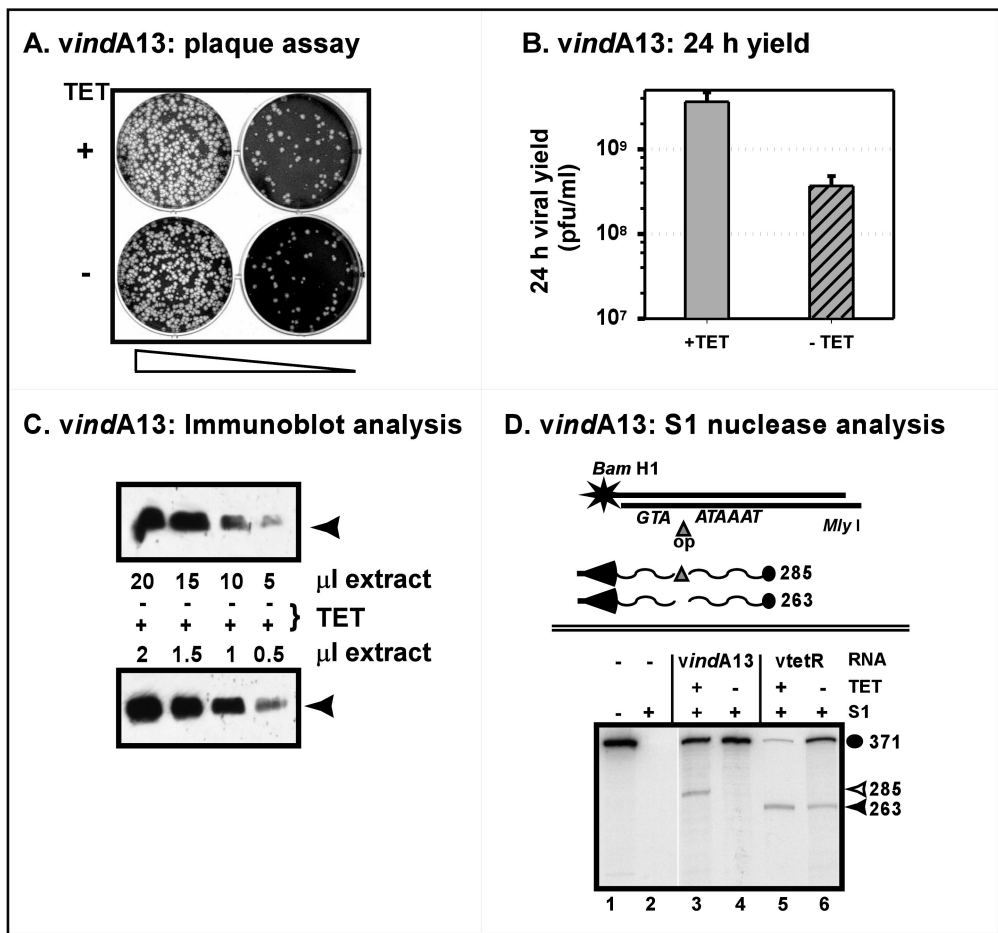 A. vindA13: plaque assay
TET
+
-
B. vindA13: 24 h yield
24 h viral yield
(pfu/ml)
10⁹
10⁸
10⁷
+TET
- TET
C. vindA13: Immunoblot analysis
20 15 10 5 µl extract
- - - -
+ + + + } TET
2 1.5 1 0.5 µl extract
D. vindA13: S1 nuclease analysis
Bam H1
GTA ATAAAT
Mly I
op
285
263
- - vindA13 vtetR RNA
+ - + - TET
- + + + + + S1
371
285
263
1 2 3 4 5 6